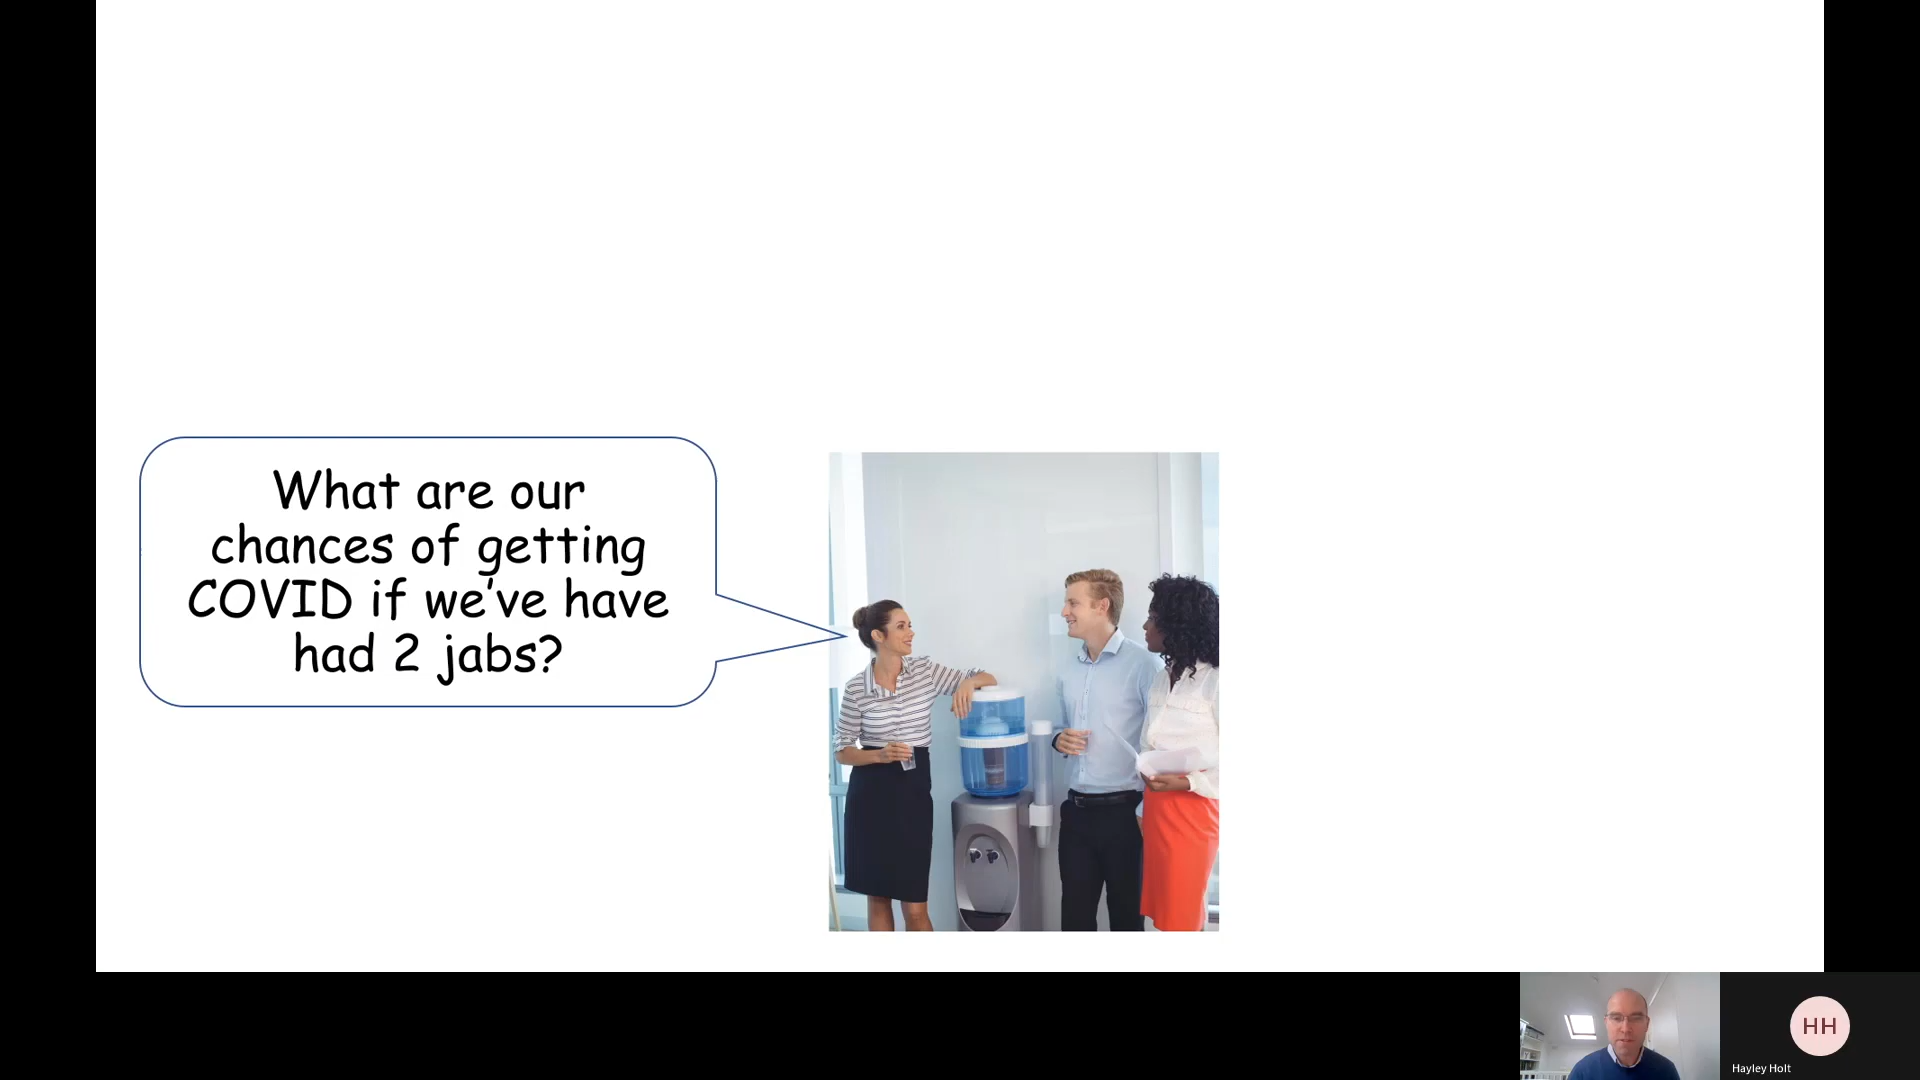 What are our
chances of getting
COVID if we've have
had 2 jabs?
HH
Hayley Holt